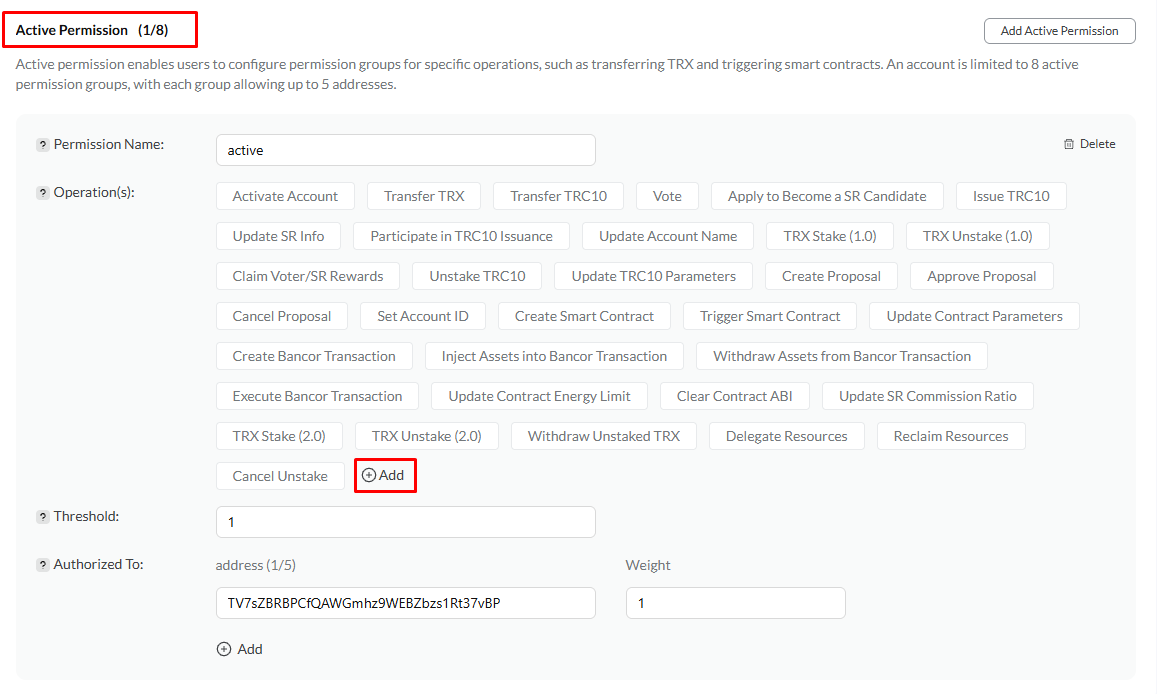 Active Permission (1/8)
Add Active Permission
Active permission enables users to configure permission groups for specific operations, such as transferring TRX and triggering smart contracts. An account is limited to 8 active
permission groups, with each group allowing up to 5 addresses.
? Permission Name:
active
Delete
? Operation(s):
Activate Account Transfer TRX Transfer TRC10 Vote Apply to Become a SR Candidate Issue TRC10
Update SR Info Participate in TRC10 Issuance Update Account Name TRX Stake (1.0) TRX Unstake (1.0)
Claim Voter/SR Rewards Unstake TRC10 Update TRC10 Parameters Create Proposal Approve Proposal
Cancel Proposal Set Account ID Create Smart Contract Trigger Smart Contract Update Contract Parameters
Create Bancor Transaction Inject Assets into Bancor Transaction Withdraw Assets from Bancor Transaction
Execute Bancor Transaction Update Contract Energy Limit Clear Contract ABI Update SR Commission Ratio
TRX Stake (2.0) TRX Unstake (2.0) Withdraw Unstaked TRX Delegate Resources Reclaim Resources
Cancel Unstake Add
? Threshold:
1
? Authorized To:
address (1/5) Weight
TV7sZBRBPCfQAWGmhz9WEBZbzs1Rt37vBP 1
Add